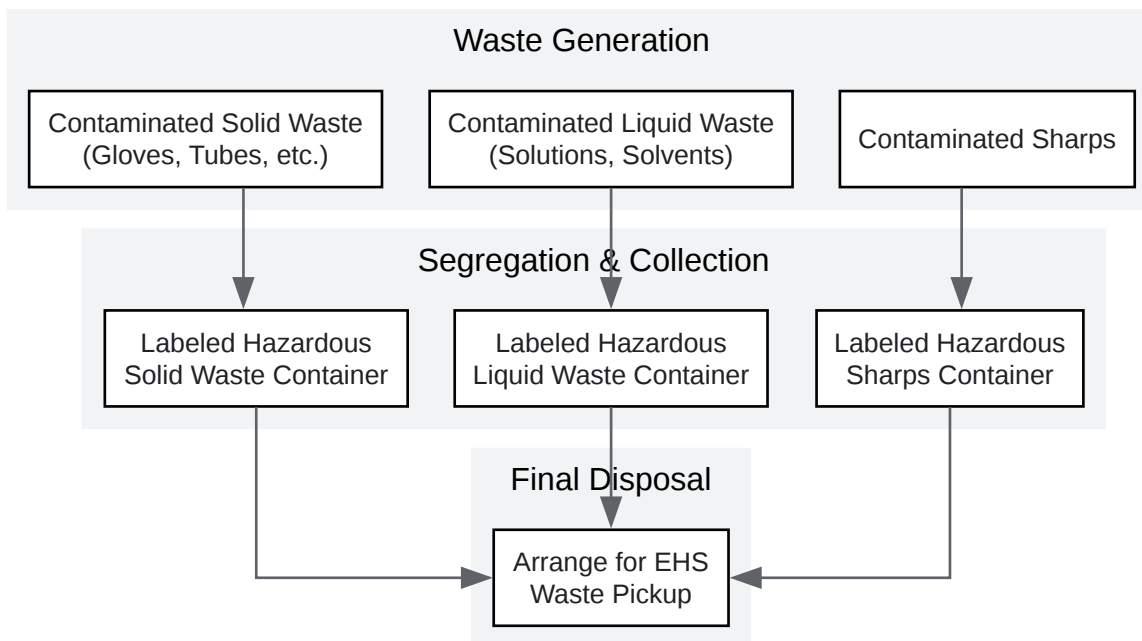 Waste Generation
Contaminated Solid Waste
(Gloves, Tubes, etc.)
Contaminated Liquid Waste
(Solutions, Solvents)
Contaminated Sharps
Segregation & Collection
Labeled Hazardous
Solid Waste Container
Labeled Hazardous
Liquid Waste Container
Labeled Hazardous
Sharps Container
Final Disposal
Arrange for EHS
Waste Pickup